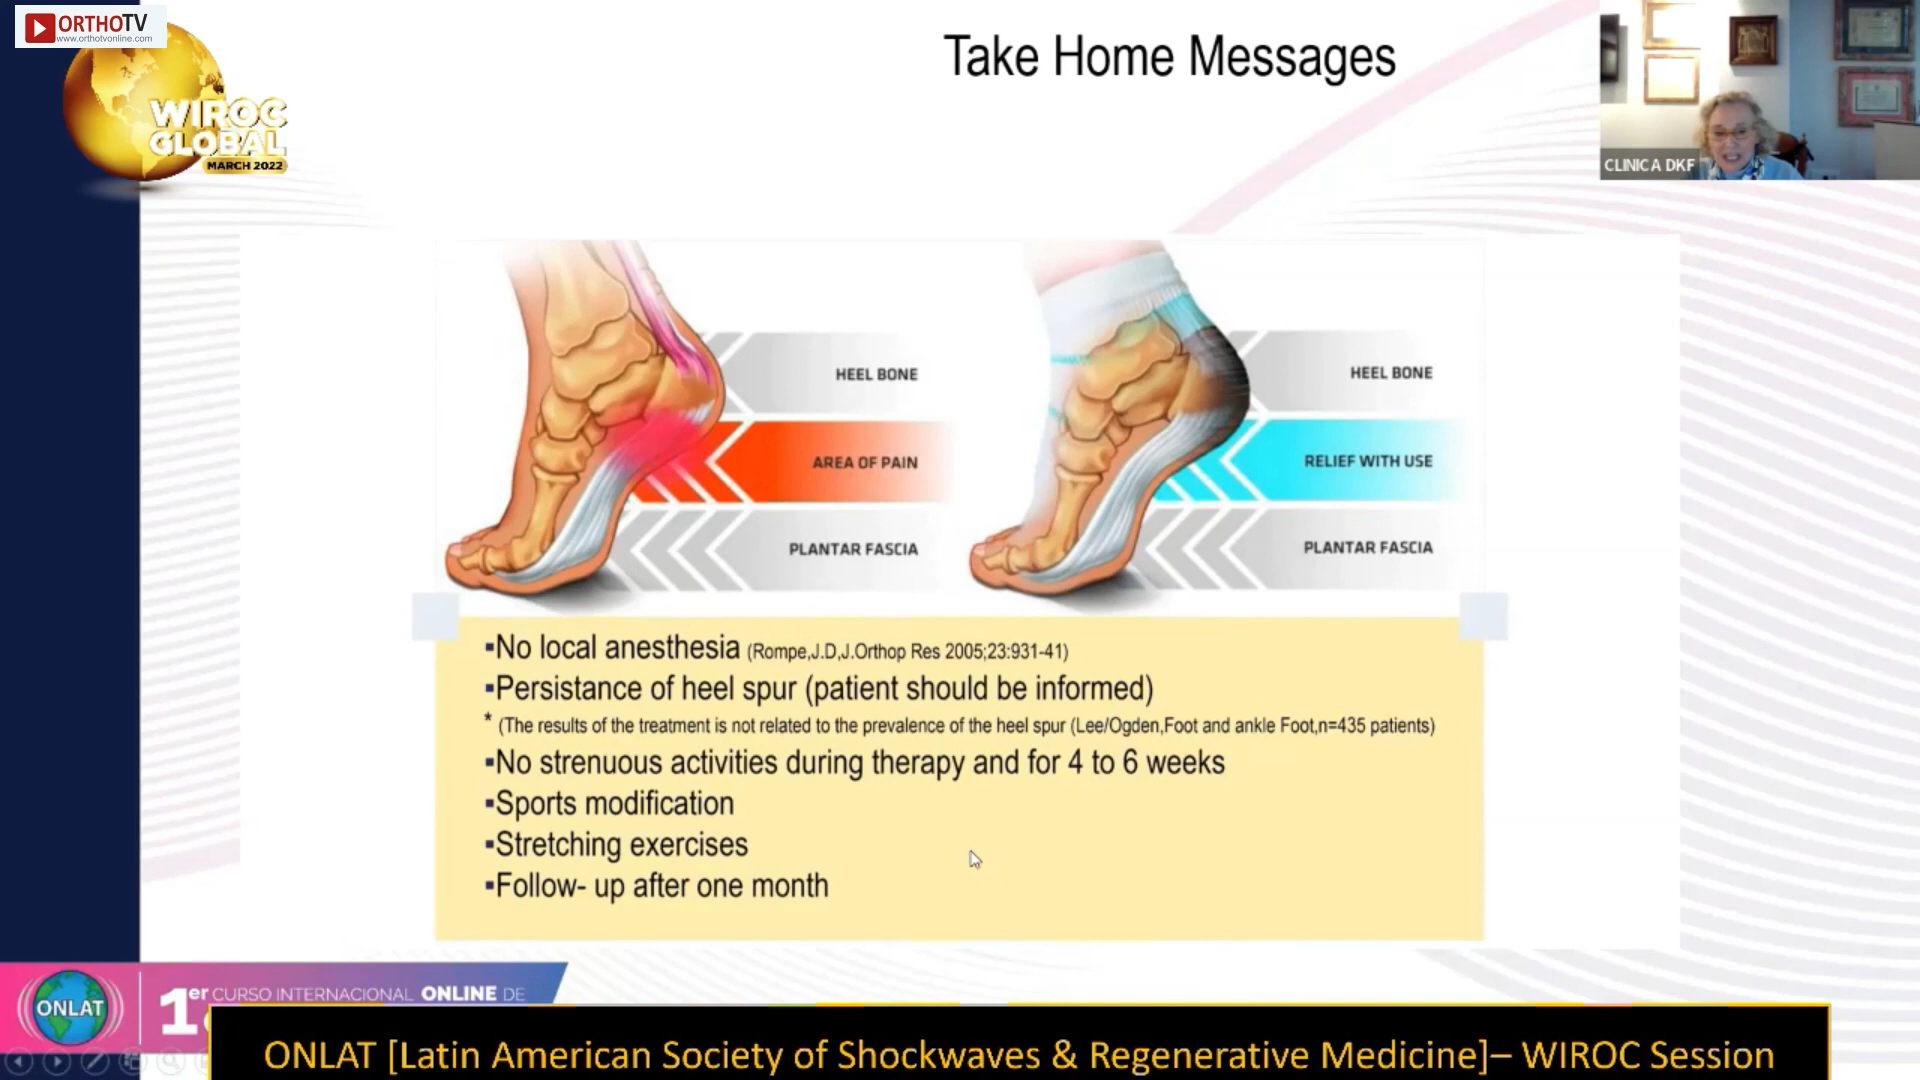 ORTHOTV
www.orthotvonline.com
WIROC
GLOBAL
MARCH 2022
Take Home Messages
CLINICA DKF
HEEL BONE
AREA OF PAIN
PLANTAR FASCIA
HEEL BONE
RELIEF WITH USE
PLANTAR FASCIA
▪No local anesthesia (Rompe,J.D,J.Orthop Res 2005;23:931-41)
▪Persistance of heel spur (patient should be informed)
* (The results of the treatment is not related to the prevalence of the heel spur (Lee/Ogden,Foot and ankle Foot,n=435 patients)
▪No strenuous activities during therapy and for 4 to 6 weeks
▪Sports modification
▪Stretching exercises
▪Follow- up after one month
ONLAT
1er CURSO INTERNACIONAL ONLINE DE
ONLAT [Latin American Society of Shockwaves & Regenerative Medicine]– WIROC Session